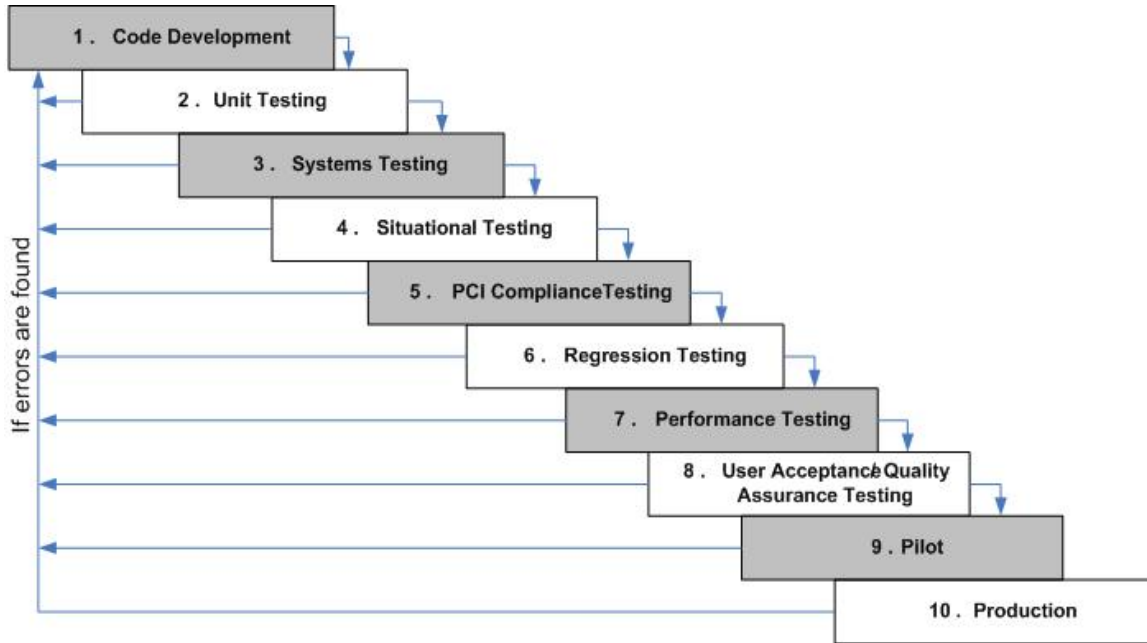 1 . Code Development
2 . Unit Testing
3 . Systems Testing
4 . Situational Testing
5 . PCI ComplianceTesting
6 . Regression Testing
7 . Performance Testing
8 . User Acceptance/Quality
Assurance Testing
9 . Pilot
10 . Production
If errors are found